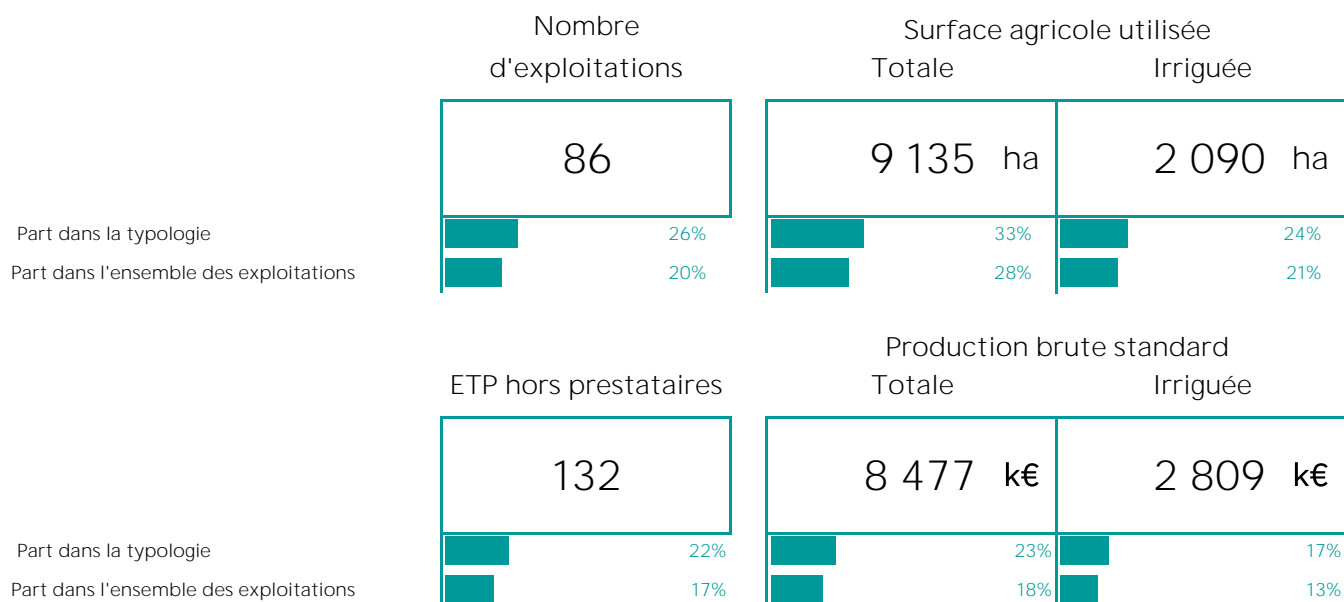 Nombre d'exploitations
Surface agricole utilisée
Totale Irriguée
86 9 135 ha 2 090 ha
Part dans la typologie 26% 33% 24%
Part dans l'ensemble des exploitations 20% 28% 21%
Production brute standard
ETP hors prestataires Totale Irriguée
132 8 477 k€ 2 809 k€
Part dans la typologie 22% 23% 17%
Part dans l'ensemble des exploitations 17% 18% 13%